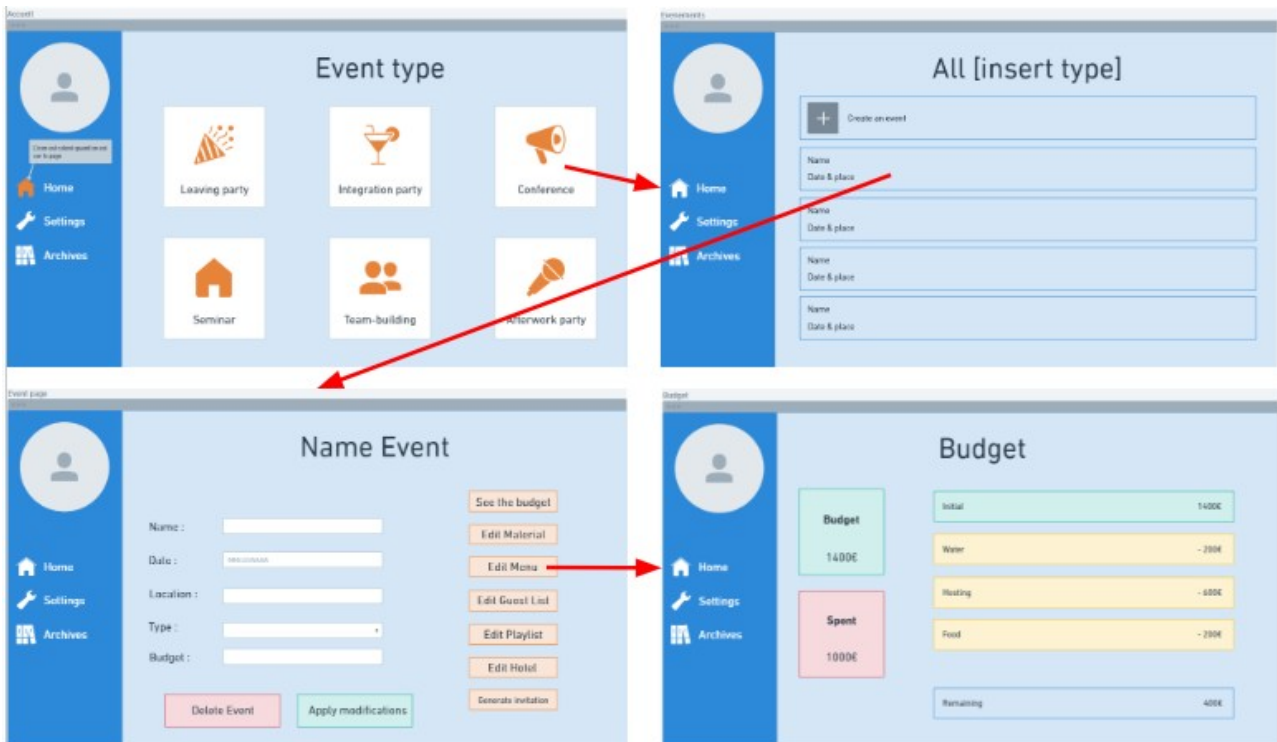 Accueil
Event type
Leaving party
Integration party
Conference
Home
Settings
Archives
Seminar
Team-building
Afterwork party
Evenements
All [insert type]
Create an event
Name
Date & place
Name
Date & place
Name
Date & place
Name
Date & place
Home
Settings
Archives
Event page
Name Event
See the budget
Name :
Edit Material
Date :
Edit Menu
Home
Location :
Edit Guest List
Settings
Type :
Edit Playlist
Archives
Budget :
Edit Hotel
Generate invitation
Delete Event
Apply modifications
Budget
Budget
Budget
1400€
Initial
1400€
Water
- 200€
Home
Hosting
- 600€
Settings
Spent
1000€
Food
- 200€
Archives
Remaining
400€